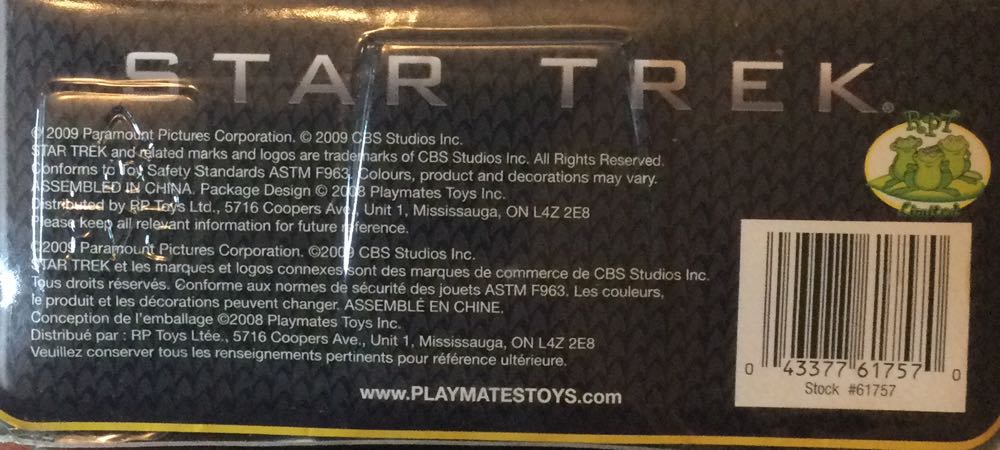 STAR TREK®
© 2009 Paramount Pictures Corporation. © 2009 CBS Studios Inc.
STAR TREK and related marks and logos are trademarks of CBS Studios Inc. All Rights Reserved.
Conforms to Toy Safety Standards ASTM F963. Colours, product and decorations may vary.
ASSEMBLED IN CHINA. Package Design © 2008 Playmates Toys Inc.
Distributed by RP Toys Ltd., 5716 Coopers Ave., Unit 1, Mississauga, ON L4Z 2E8
Please keep all relevant information for future reference.
©2009 Paramount Pictures Corporation. ©2009 CBS Studios Inc.
STAR TREK et les marques et logos connexes sont des marques de commerce de CBS Studios Inc.
Tous droits réservés. Conforme aux normes de sécurité des jouets ASTM F963. Les couleurs,
le produit et les décorations peuvent changer. ASSEMBLÉ EN CHINE.
Conception de l'emballage ©2008 Playmates Toys Inc.
Distribué par : RP Toys Ltée., 5716 Coopers Ave., Unit 1, Mississauga, ON L4Z 2E8
Veuillez conserver tous les renseignements pertinents pour référence ultérieure.
www.PLAYMATESTOYS.com
RPT
Limited
0 43377 61757 0
Stock #61757